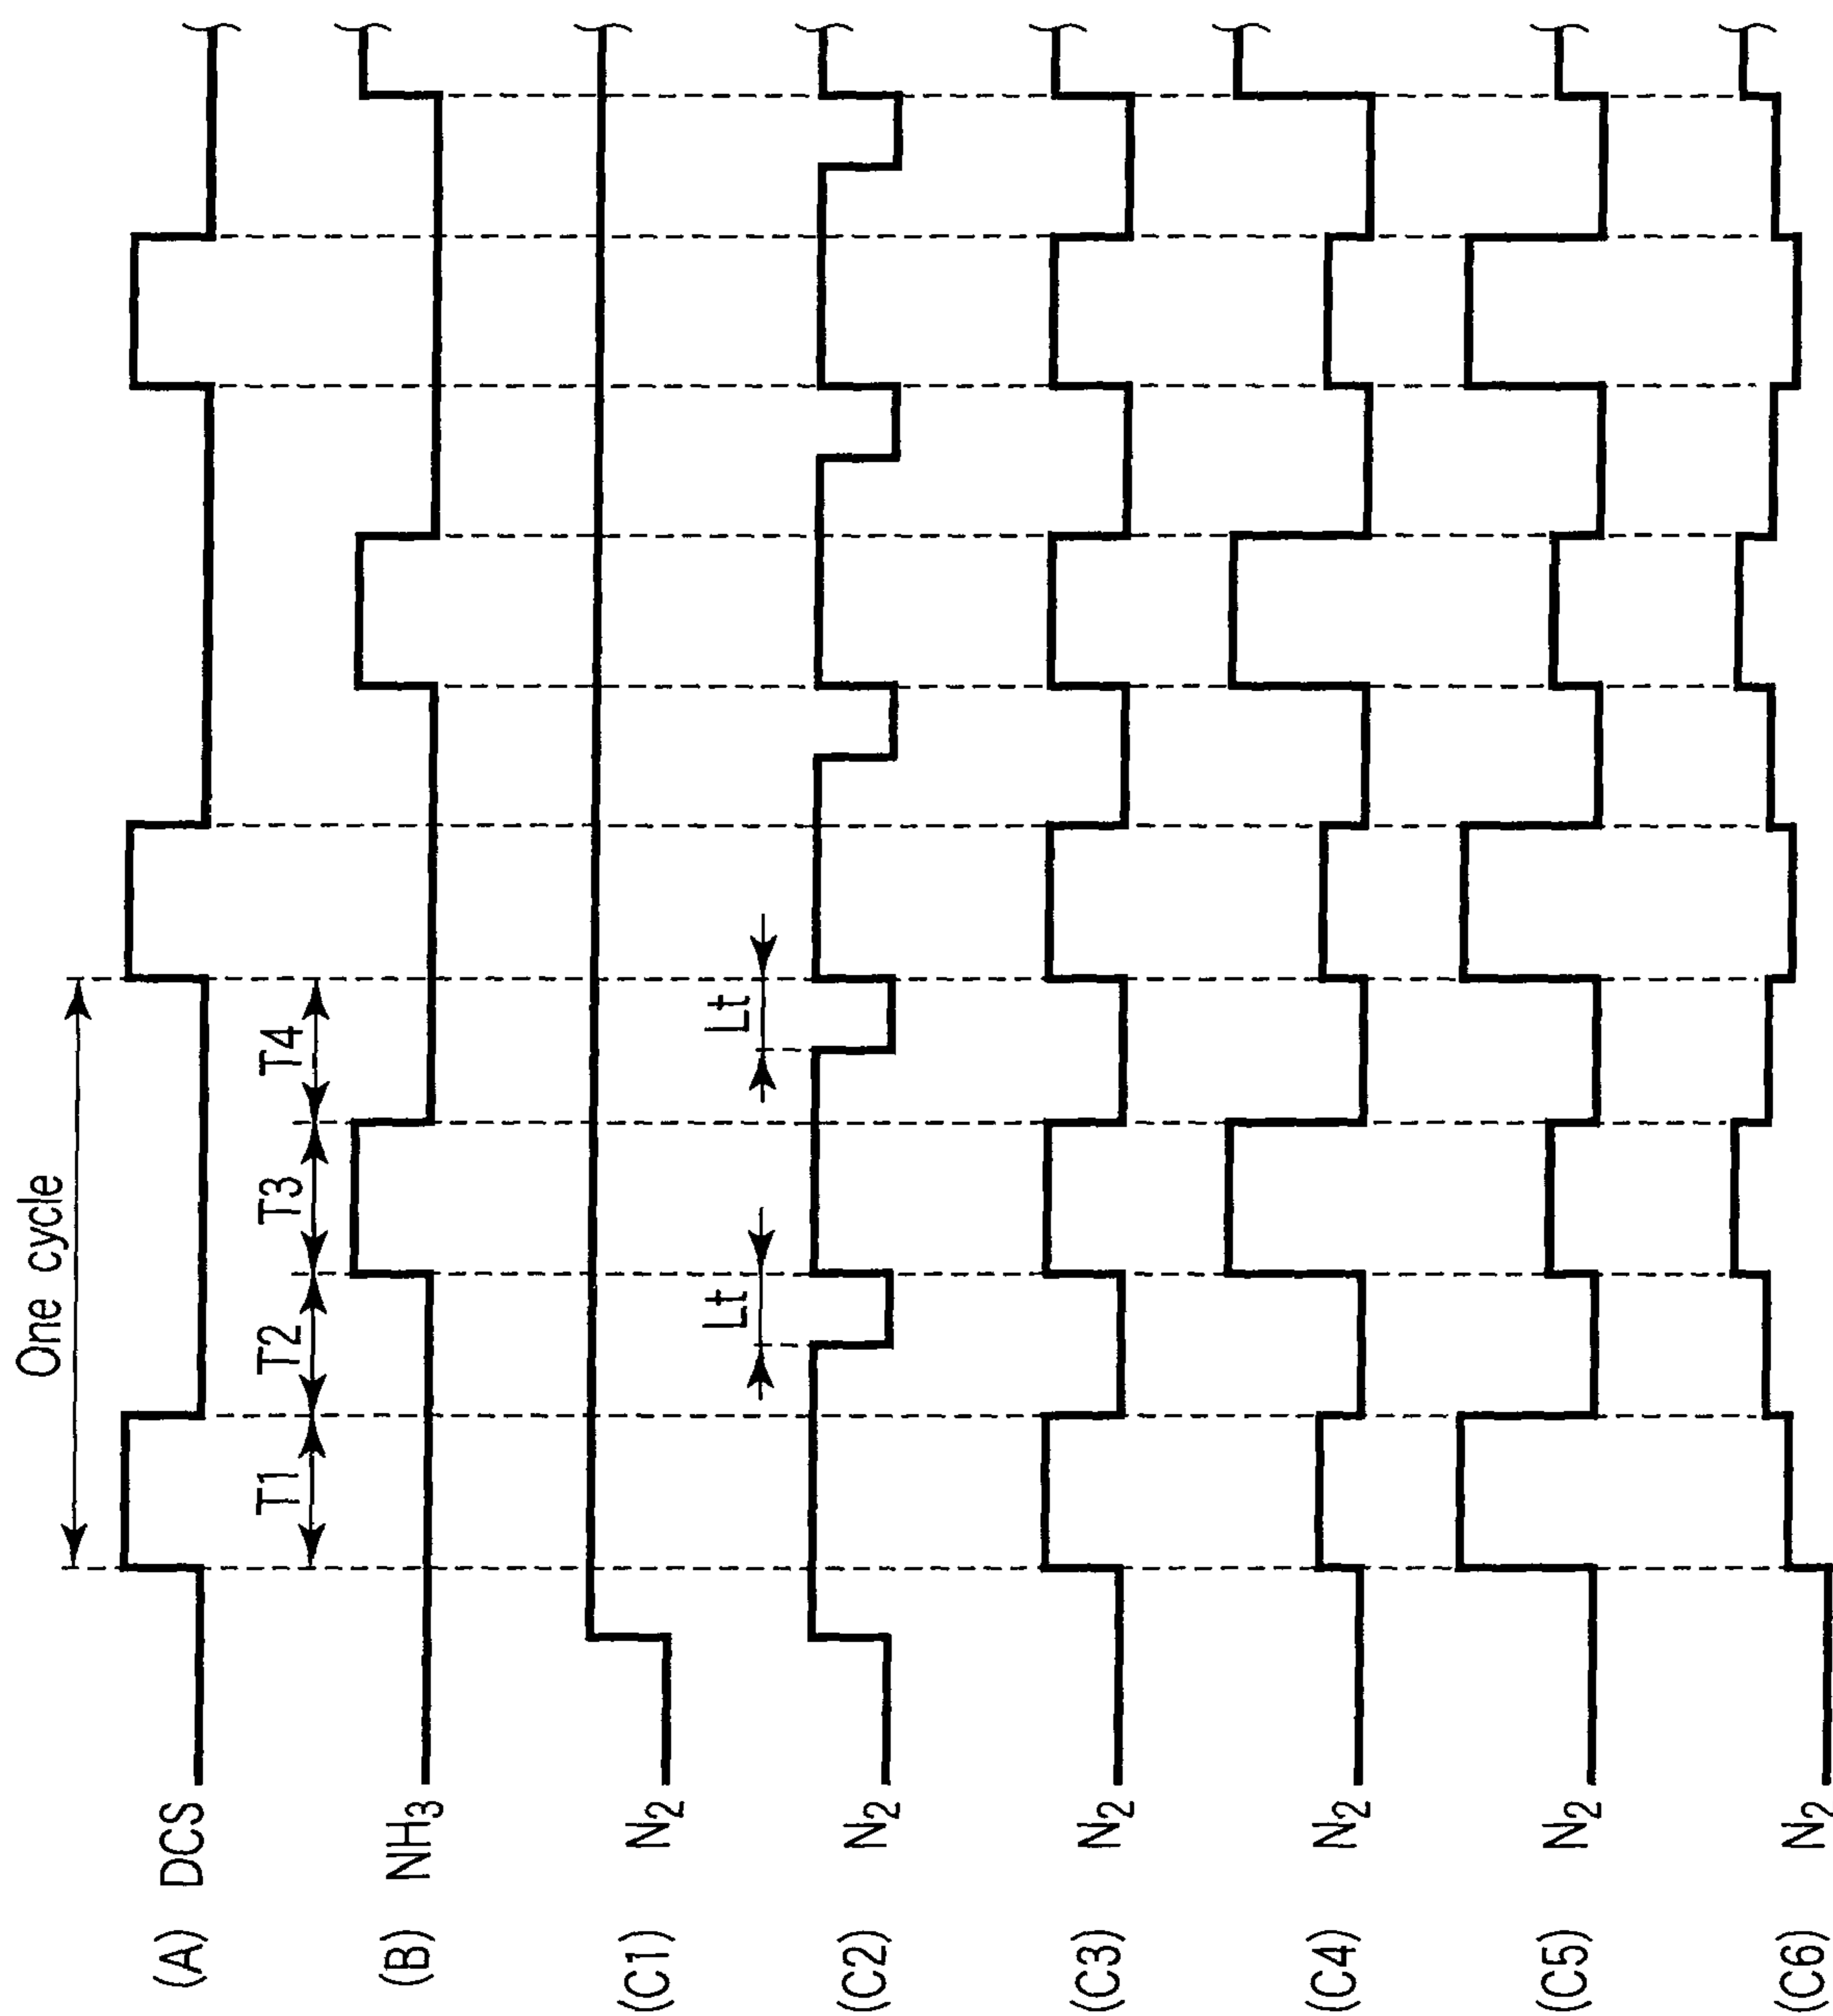 One cycle
T1 T2 T3 T4
(A) DCS
(B) NH3
(C1) N2
Lt Lt
(C2) N2
(C3) N2
(C4) N2
(C5) N2
(C6) N2